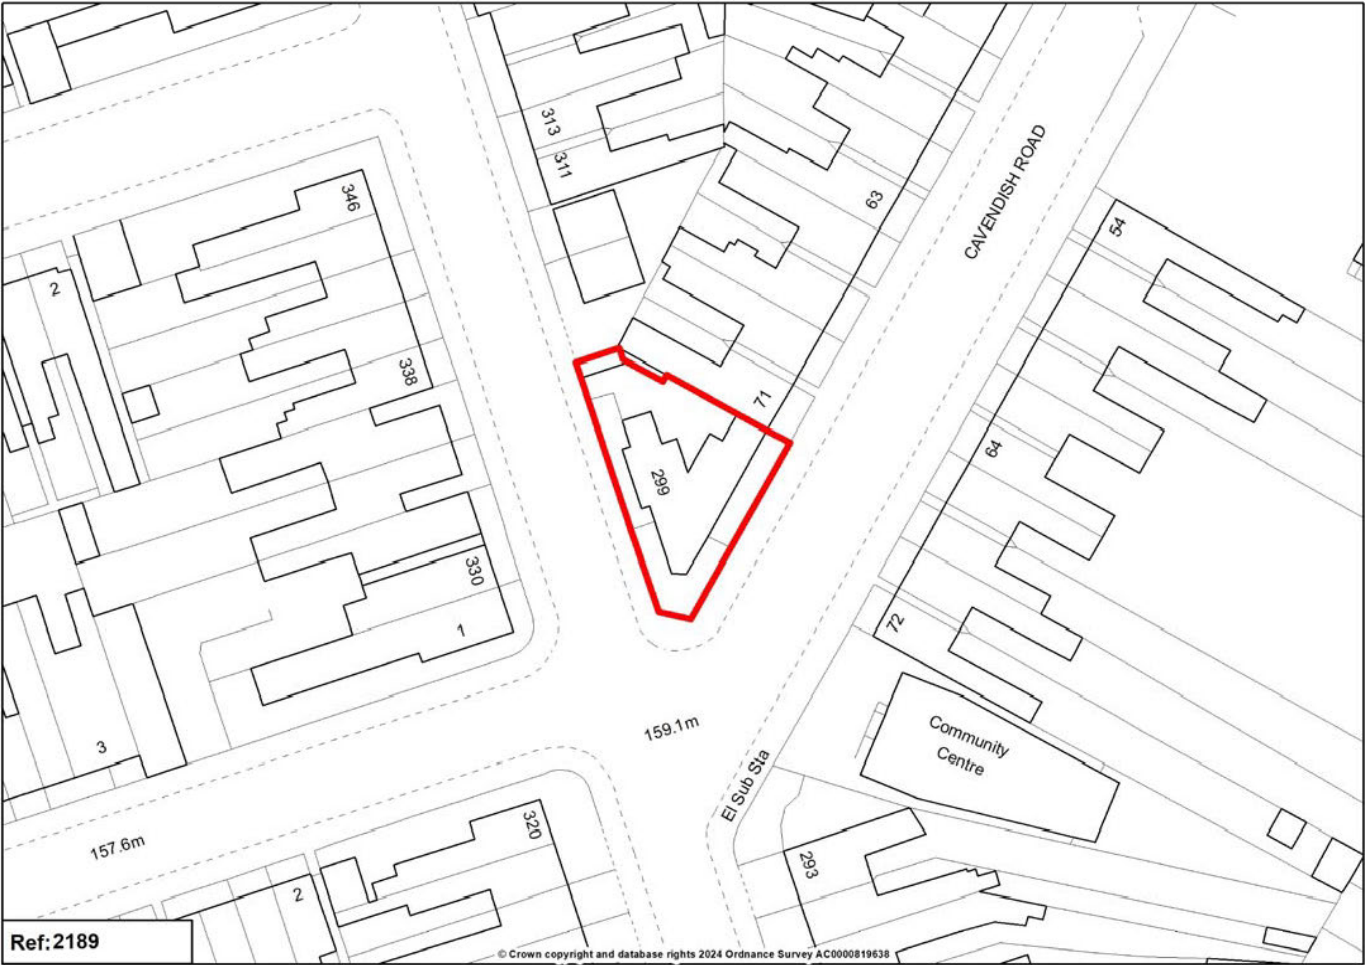 313
311
346
63
CAVENDISH ROAD
54
2
338
71
64
299
330
1
72
159.1m
Community
Centre
El Sub Sta
3
157.6m
320
293
2
Ref:2189
© Crown copyright and database rights 2024 Ordnance Survey AC0000819638